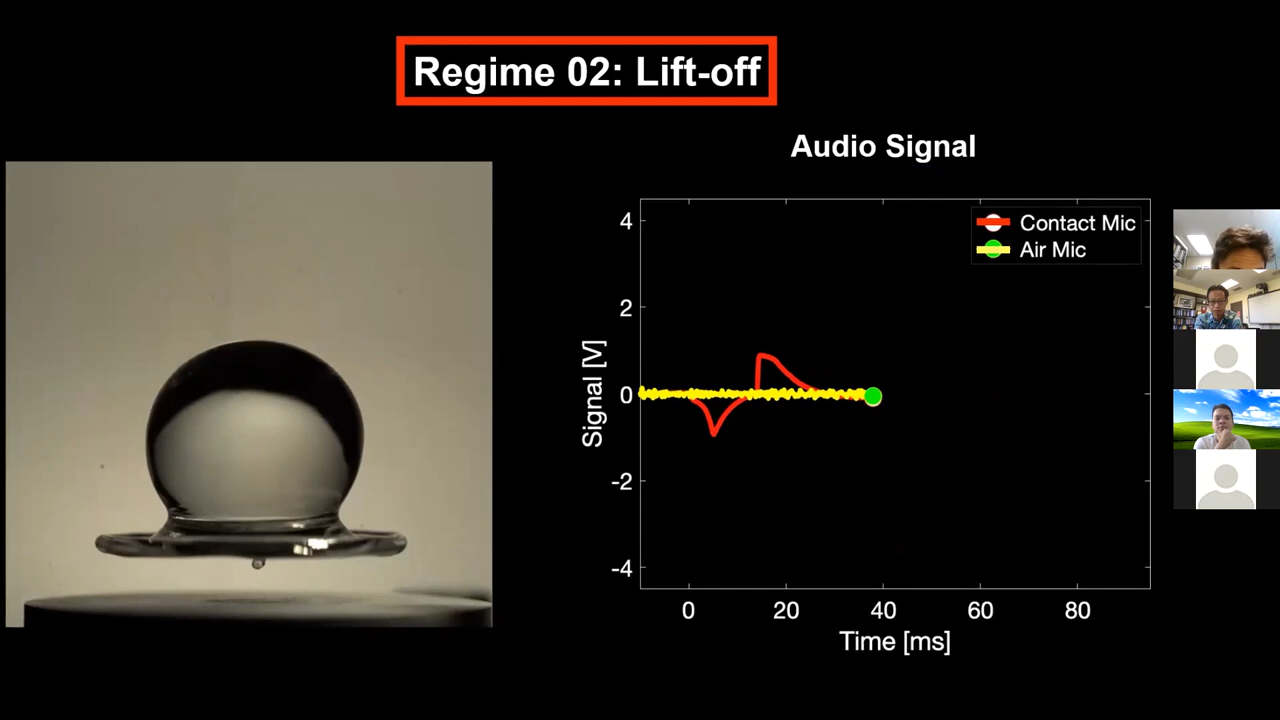 Regime 02: Lift-off
Audio Signal
Contact Mic
Air Mic
4
2
0
-2
-4
Signal [V]
0 20 40 60 80
Time [ms]